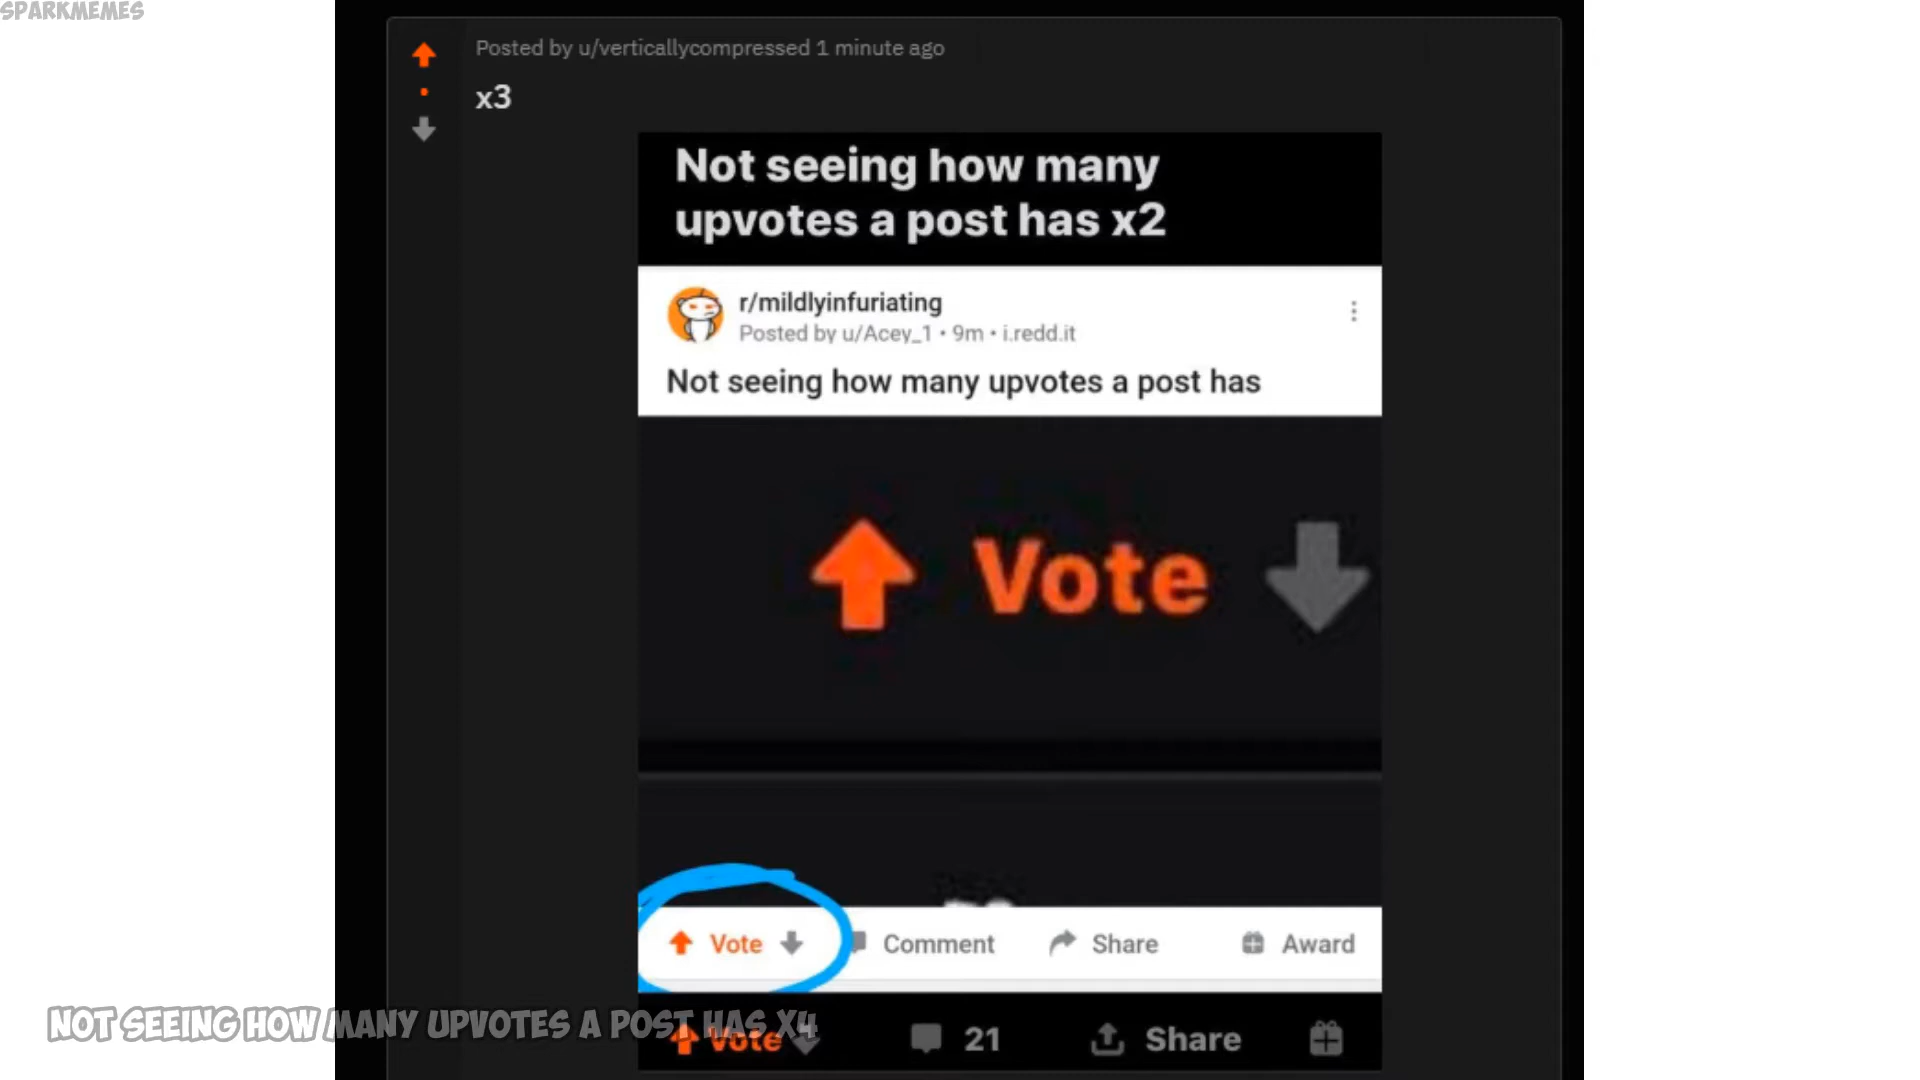 SPARKMEMES
Posted by u/verticallycompressed 1 minute ago
x3
Not seeing how many
upvotes a post has x2
r/mildlyinfuriating
Posted by u/Acey_1 • 9m • i.redd.it
Not seeing how many upvotes a post has
Vote
Vote Comment Share Award
NOT SEEING HOW MANY UPVOTES A POST HAS X4
Vote 21 Share